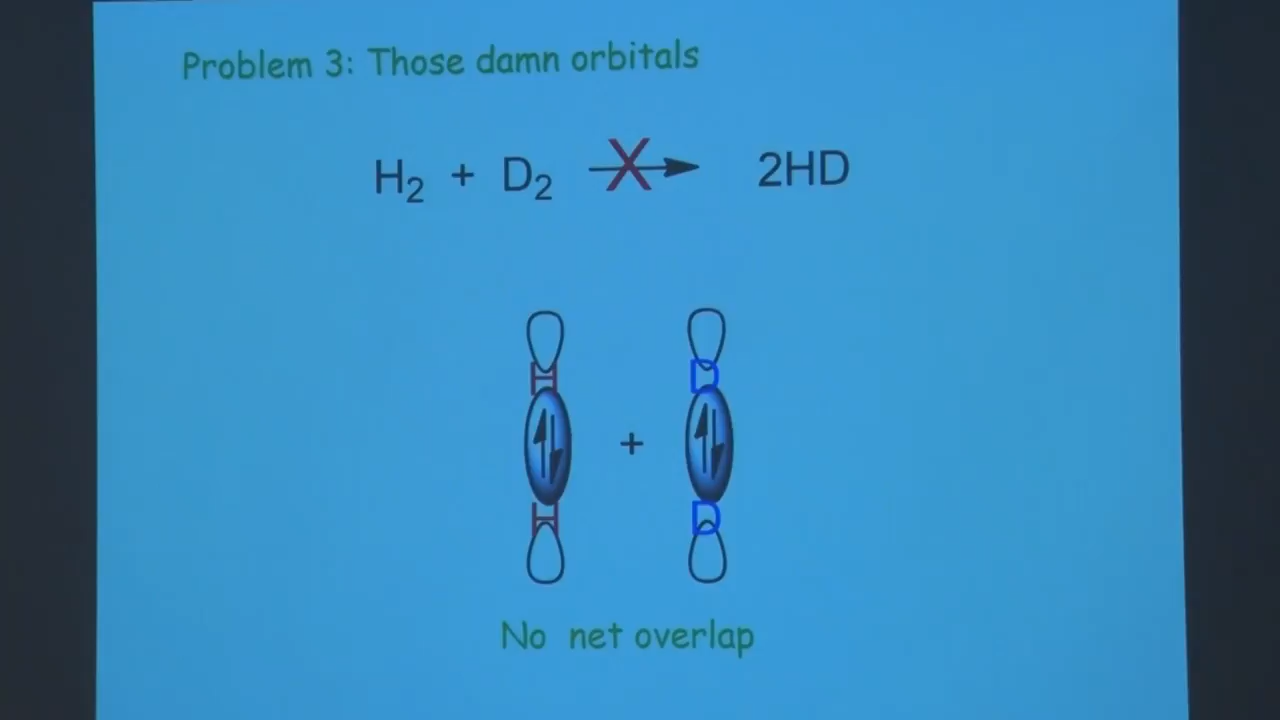 Problem 3: Those damn orbitals
H2 + D2 X 2HD
H D
+
H D
No net overlap